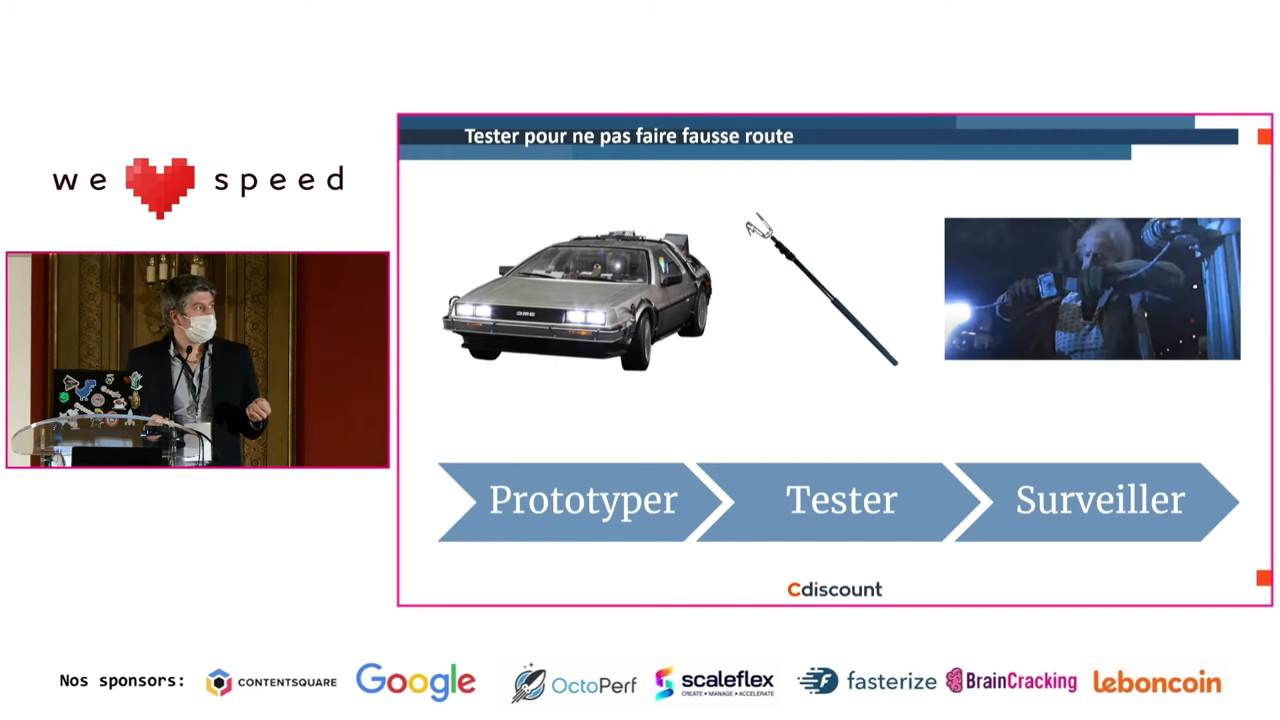 we speed
Tester pour ne pas faire fausse route
DMC
Prototyper
Tester
Surveiller
Cdiscount
Nos sponsors:
CONTENTSQUARE
Google
OctoPerf
scaleflex
CREATE • MANAGE • ACCELERATE
fasterize
BrainCracking
leboncoin